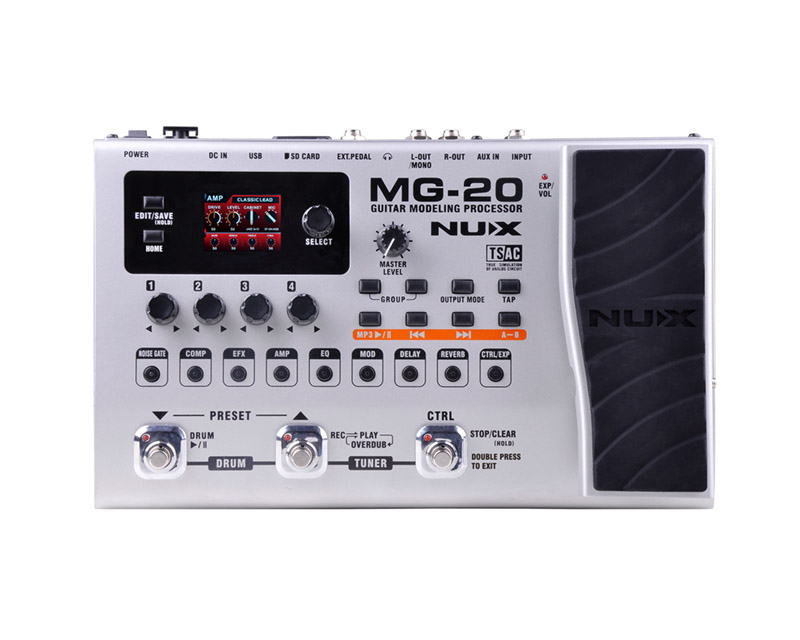 POWER
DC IN
USB
SD CARD
EXT.PEDAL
L-OUT
/MONO
R-OUT
AUX IN
INPUT
MG-20
GUITAR MODELING PROCESSOR
NUX
EXP/
VOL
EDIT/SAVE
(HOLD)
HOME
AMP
CLASSIC LEAD
DRIVE LEVEL CABINET MIC
SELECT
MASTER
LEVEL
TSAC
TRUE SIMULATION
OF ANALOG CIRCUIT
1 2 3 4
GROUP
OUTPUT MODE
TAP
MP3 ▶/II
A–B
NOISE GATE
COMP
EFX
AMP
EQ
MOD
DELAY
REVERB
CTRL/EXP
NUX
▼ PRESET ▲
CTRL
DRUM
▶/II
REC
PLAY
OVERDUB
STOP/CLEAR
(HOLD)
DRUM
TUNER
DOUBLE PRESS
TO EXIT